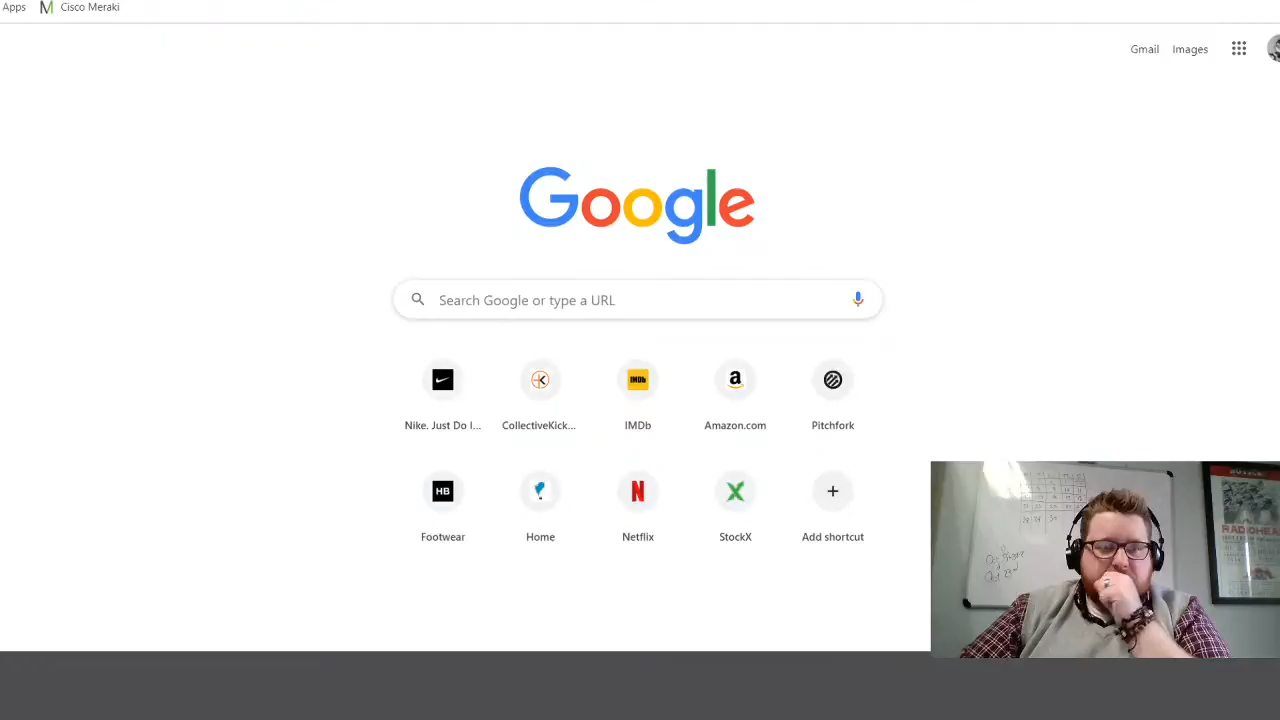 Apps M Cisco Meraki
Gmail Images
Google
Search Google or type a URL
IMDb a
Nike. Just Do I... CollectiveKick... IMDb Amazon.com Pitchfork
HB N X
Footwear Home Netflix StockX Add shortcut
RADIOHEAD